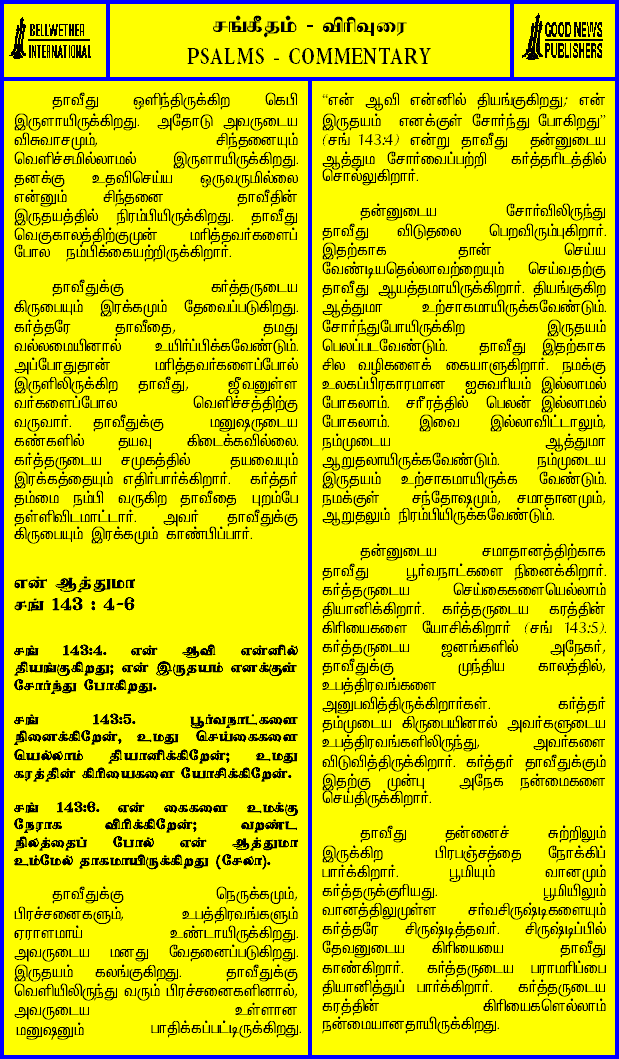 BELLWETHER
INTERNATIONAL
சங்கீதம் - விரிவுரை
PSALMS - COMMENTARY
GOOD NEWS
PUBLISHERS
தாவீது ஒளிந்திருக்கிற கெபி
இருளாயிருக்கிறது. அதோடு அவருடைய
விசுவாசமும், சிந்தனையும்
வெளிச்சமில்லாமல் இருளாயிருக்கிறது.
தனக்கு உதவிசெய்ய ஒருவருமில்லை
என்னும் சிந்தனை தாவீதின்
இருதயத்தில் நிரம்பியிருக்கிறது. தாவீது
வெகுகாலத்திற்குமுன் மரித்தவர்களைப்
போல நம்பிக்கையற்றிருக்கிறார்.
தாவீதுக்கு கர்த்தருடைய
கிருபையும் இரக்கமும் தேவைப்படுகிறது.
கர்த்தரே தாவீதை, தமது
வல்லமையினால் உயிர்ப்பிக்கவேண்டும்.
அப்போதுதான் மரித்தவர்களைப்போல்
இருளிலிருக்கிற தாவீது, ஜீவனுள்ள
வர்களைப்போல வெளிச்சத்திற்கு
வருவார். தாவீதுக்கு மனுஷருடைய
கண்களில் தயவு கிடைக்கவில்லை.
கர்த்தருடைய சமுகத்தில் தயவையும்
இரக்கத்தையும் எதிர்பார்க்கிறார். கர்த்தர்
தம்மை நம்பி வருகிற தாவீதை புறம்பே
தள்ளிவிடமாட்டார். அவர் தாவீதுக்கு
கிருபையும் இரக்கமும் காண்பிப்பார்.
என் ஆத்துமா
சங் 143 : 4-6
சங் 143:4. என் ஆவி என்னில்
தியங்குகிறது; என் இருதயம் எனக்குள்
சோர்ந்து போகிறது.
சங் 143:5. பூர்வநாட்களை
நினைக்கிறேன், உமது செய்கைகளை
யெல்லாம் தியானிக்கிறேன்; உமது
கரத்தின் கிரியைகளை யோசிக்கிறேன்.
சங் 143:6. என் கைகளை உமக்கு
நேராக விரிக்கிறேன்; வறண்ட
நிலத்தைப் போல் என் ஆத்துமா
உம்மேல் தாகமாயிருக்கிறது (சேலா).
தாவீதுக்கு நெருக்கமும்,
பிரச்சனைகளும், உபத்திரவங்களும்
ஏராளமாய் உண்டாயிருக்கிறது.
அவருடைய மனது வேதனைப்படுகிறது.
இருதயம் கலங்குகிறது. தாவீதுக்கு
வெளியிலிருந்து வரும் பிரச்சனைகளினால்,
அவருடைய உள்ளான
மனுஷனும் பாதிக்கப்பட்டிருக்கிறது.
“என் ஆவி என்னில் தியங்குகிறது; என்
இருதயம் எனக்குள் சோர்ந்து போகிறது”
(சங் 143:4) என்று தாவீது தன்னுடைய
ஆத்தும சோர்வைப்பற்றி கர்த்தரிடத்தில்
சொல்லுகிறார்.
தன்னுடைய சோர்விலிருந்து
தாவீது விடுதலை பெறவிரும்புகிறார்.
இதற்காக தான் செய்ய
வேண்டியதெல்லாவற்றையும் செய்வதற்கு
தாவீது ஆயத்தமாயிருக்கிறார். தியங்குகிற
ஆத்துமா உற்சாகமாயிருக்கவேண்டும்.
சோர்ந்துபோயிருக்கிற இருதயம்
பெலப்படவேண்டும். தாவீது இதற்காக
சில வழிகளைக் கையாளுகிறார். நமக்கு
உலகப்பிரகாரமான ஐசுவரியம் இல்லாமல்
போகலாம். சரீரத்தில் பெலன் இல்லாமல்
போகலாம். இவை இல்லாவிட்டாலும்,
நம்முடைய ஆத்துமா
ஆறுதலாயிருக்கவேண்டும். நம்முடைய
இருதயம் உற்சாகமாயிருக்க வேண்டும்.
நமக்குள் சந்தோஷமும், சமாதானமும்,
ஆறுதலும் நிரம்பியிருக்கவேண்டும்.
தன்னுடைய சமாதானத்திற்காக
தாவீது பூர்வநாட்களை நினைக்கிறார்.
கர்த்தருடைய செய்கைகளையெல்லாம்
தியானிக்கிறார். கர்த்தருடைய கரத்தின்
கிரியைகளை யோசிக்கிறார் (சங் 143:5).
கர்த்தருடைய ஜனங்களில் அநேகர்,
தாவீதுக்கு முந்திய காலத்தில்,
உபத்திரவங்களை
அனுபவித்திருக்கிறார்கள். கர்த்தர்
தம்முடைய கிருபையினால் அவர்களுடைய
உபத்திரவங்களிலிருந்து, அவர்களை
விடுவித்திருக்கிறார். கர்த்தர் தாவீதுக்கும்
இதற்கு முன்பு அநேக நன்மைகளை
செய்திருக்கிறார்.
தாவீது தன்னைச் சுற்றிலும்
இருக்கிற பிரபஞ்சத்தை நோக்கிப்
பார்க்கிறார். பூமியும் வானமும்
கர்த்தருக்குரியது. பூமியிலும்
வானத்திலுமுள்ள சர்வசிருஷ்டிகளையும்
கர்த்தரே சிருஷ்டித்தவர். சிருஷ்டிப்பில்
தேவனுடைய கிரியையை தாவீது
காண்கிறார். கர்த்தருடைய பராமரிப்பை
தியானித்துப் பார்க்கிறார். கர்த்தருடைய
கரத்தின் கிரியைகளெல்லாம்
நன்மையானதாயிருக்கிறது.